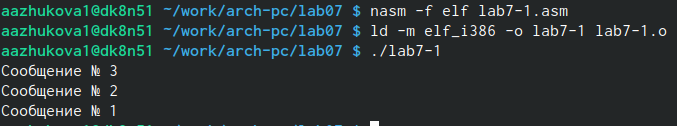 aazhukova1@dk8n51 ~/work/arch-pc/lab07 $ nasm -f elf lab7-1.asm
aazhukova1@dk8n51 ~/work/arch-pc/lab07 $ ld -m elf_i386 -o lab7-1 lab7-1.o
aazhukova1@dk8n51 ~/work/arch-pc/lab07 $ ./lab7-1
Сообщение № 3
Сообщение № 2
Сообщение № 1